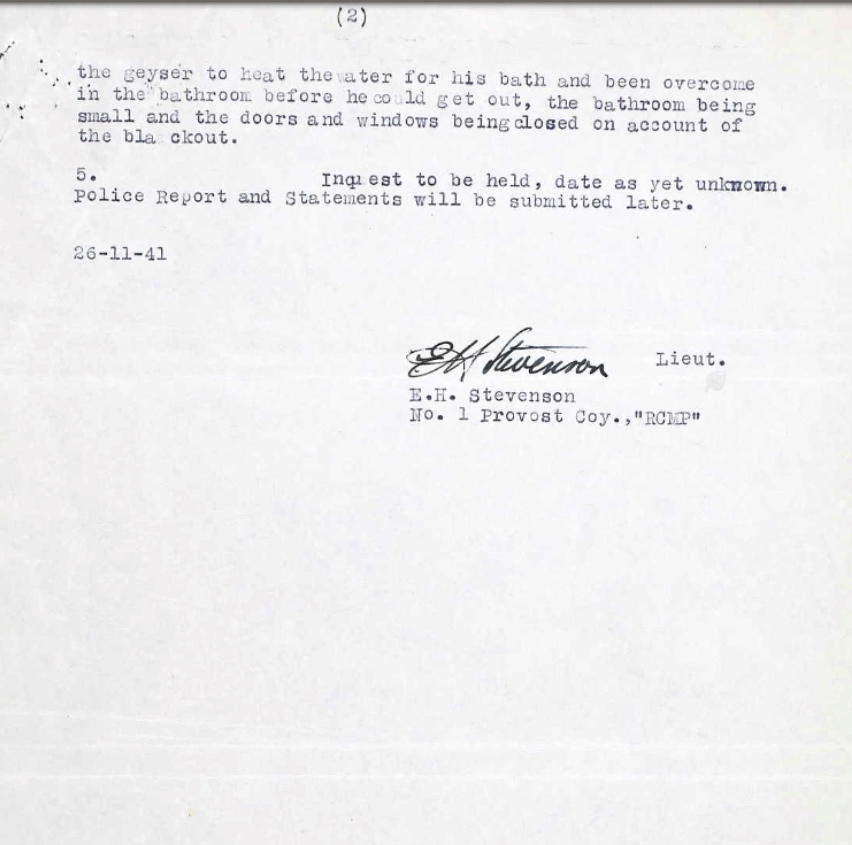 (2)
the geyser to heat the water for his bath and been overcome
in the bathroom before he could get out, the bathroom being
small and the doors and windows being closed on account of
the bla ckout.
5. Inquest to be held, date as yet unknown.
Police Report and Statements will be submitted later.
26-11-41
EH Stevenson Lieut.
E.H. Stevenson
No. 1 Provost Coy.,"RCMP"